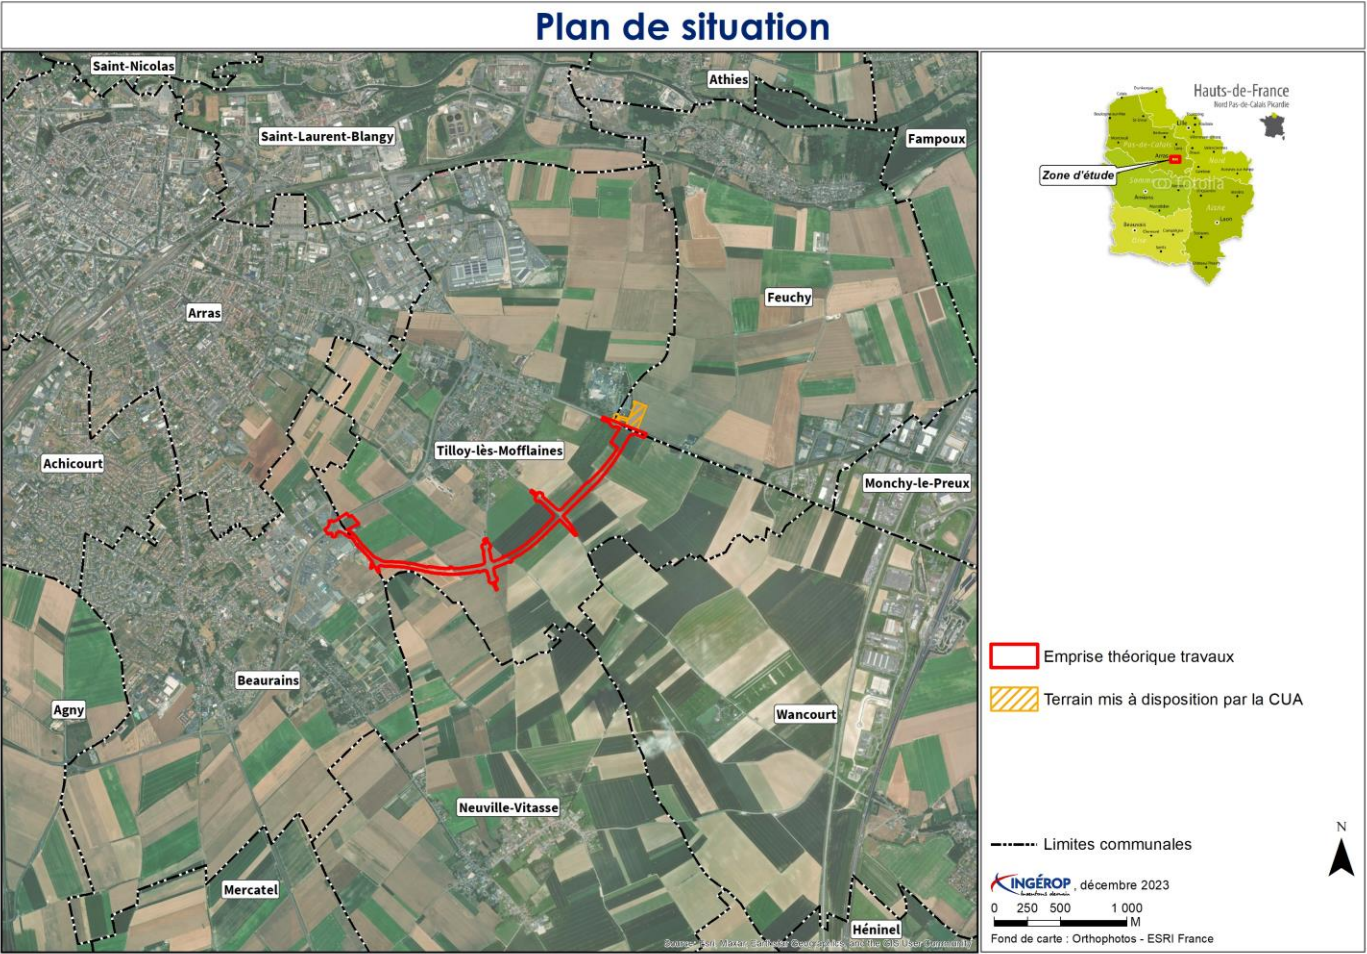 Plan de situation
Saint-Nicolas
Athies
Saint-Laurent-Blangy
Fampoux
Feuchy
Arras
Tilloy-lès-Mofflaines
Achicourt
Monchy-le-Preux
Beaurains
Agny
Wancourt
Neuville-Vitasse
Mercatel
Héninel
Hauts-de-France
Nord Pas-de-Calais Picardie
Zone d'étude
Emprise théorique travaux
Terrain mis à disposition par la CUA
N
Limites communales
INGÉROP, décembre 2023
0 250 500 1 000
M
Fond de carte : Orthophotos - ESRI France